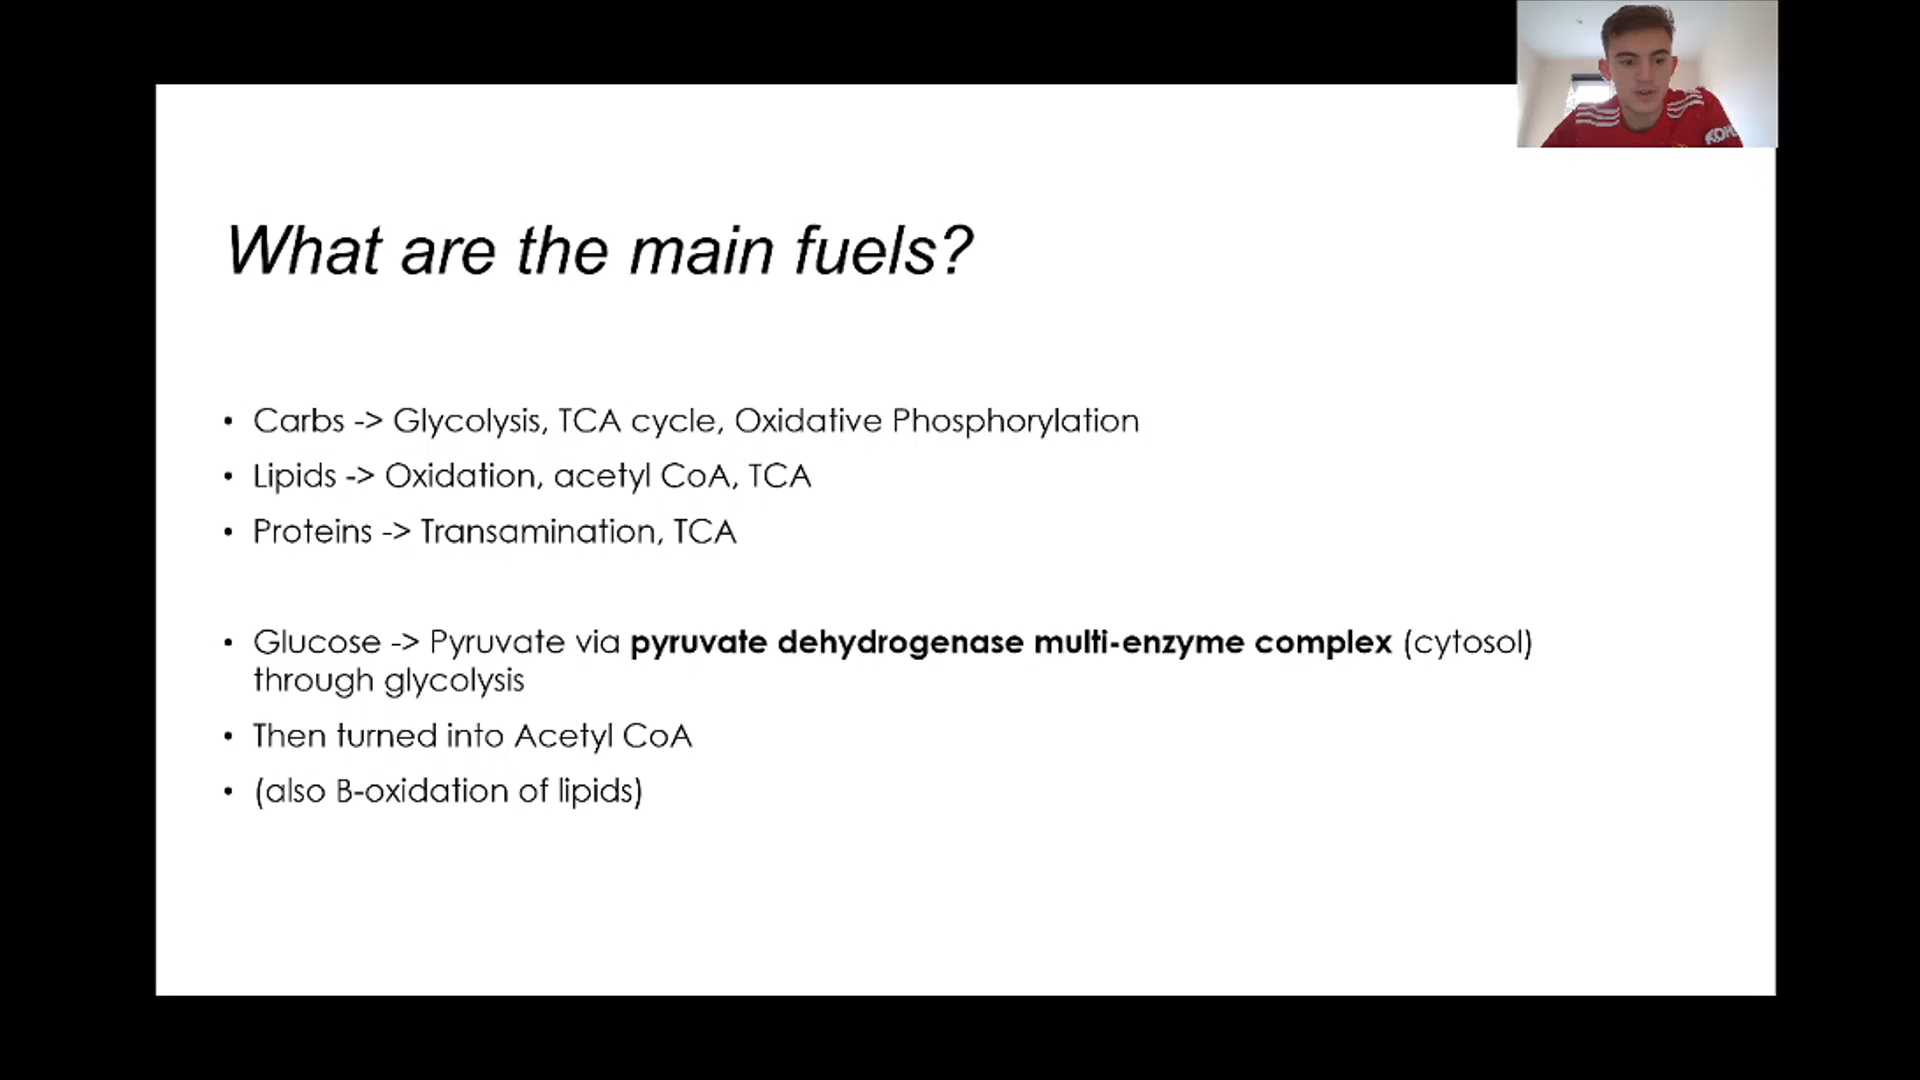 What are the main fuels?
• Carbs -> Glycolysis, TCA cycle, Oxidative Phosphorylation
• Lipids -> Oxidation, acetyl CoA, TCA
• Proteins -> Transamination, TCA
• Glucose -> Pyruvate via pyruvate dehydrogenase multi-enzyme complex (cytosol)
through glycolysis
• Then turned into Acetyl CoA
• (also B-oxidation of lipids)